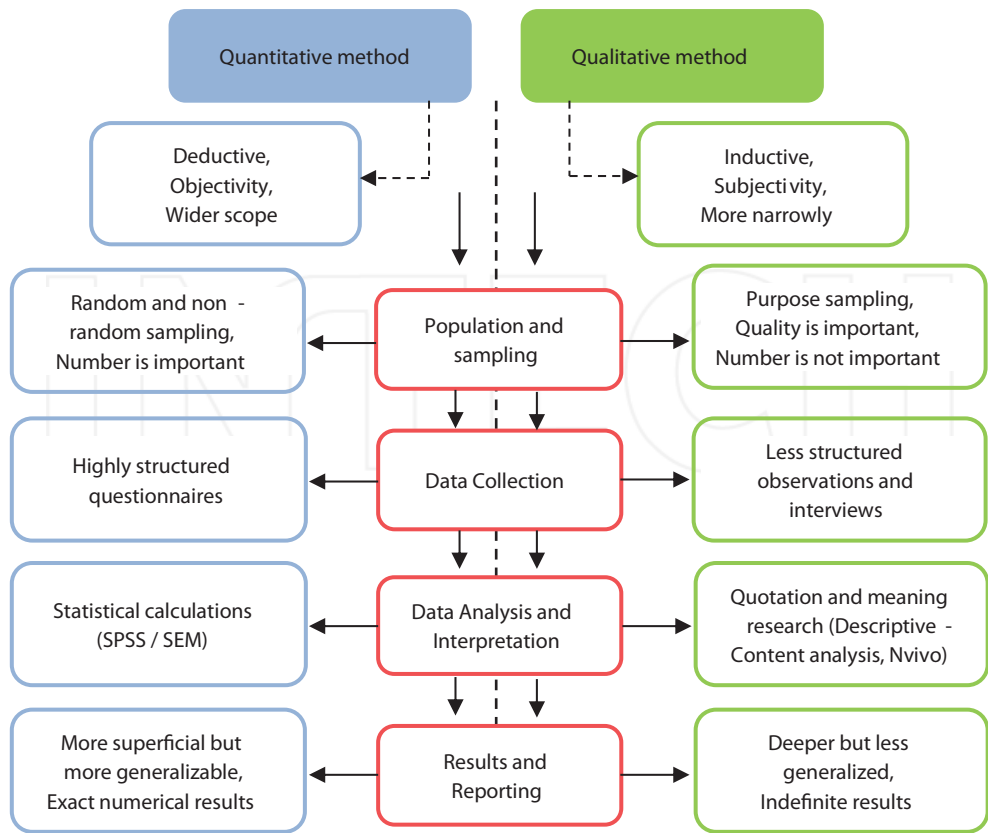 Quantitative method
Qualitative method
Deductive,
Objectivity,
Wider scope
Inductive,
Subjectivity,
More narrowly
Random and non -
random sampling,
Number is important
Population and
sampling
Purpose sampling,
Quality is important,
Number is not important
Highly structured
questionnaires
Data Collection
Less structured
observations and
interviews
Statistical calculations
(SPSS / SEM)
Data Analysis and
Interpretation
Quotation and meaning
research (Descriptive -
Content analysis, Nvivo)
More superficial but
more generalizable,
Exact numerical results
Results and
Reporting
Deeper but less
generalized,
Indefinite results